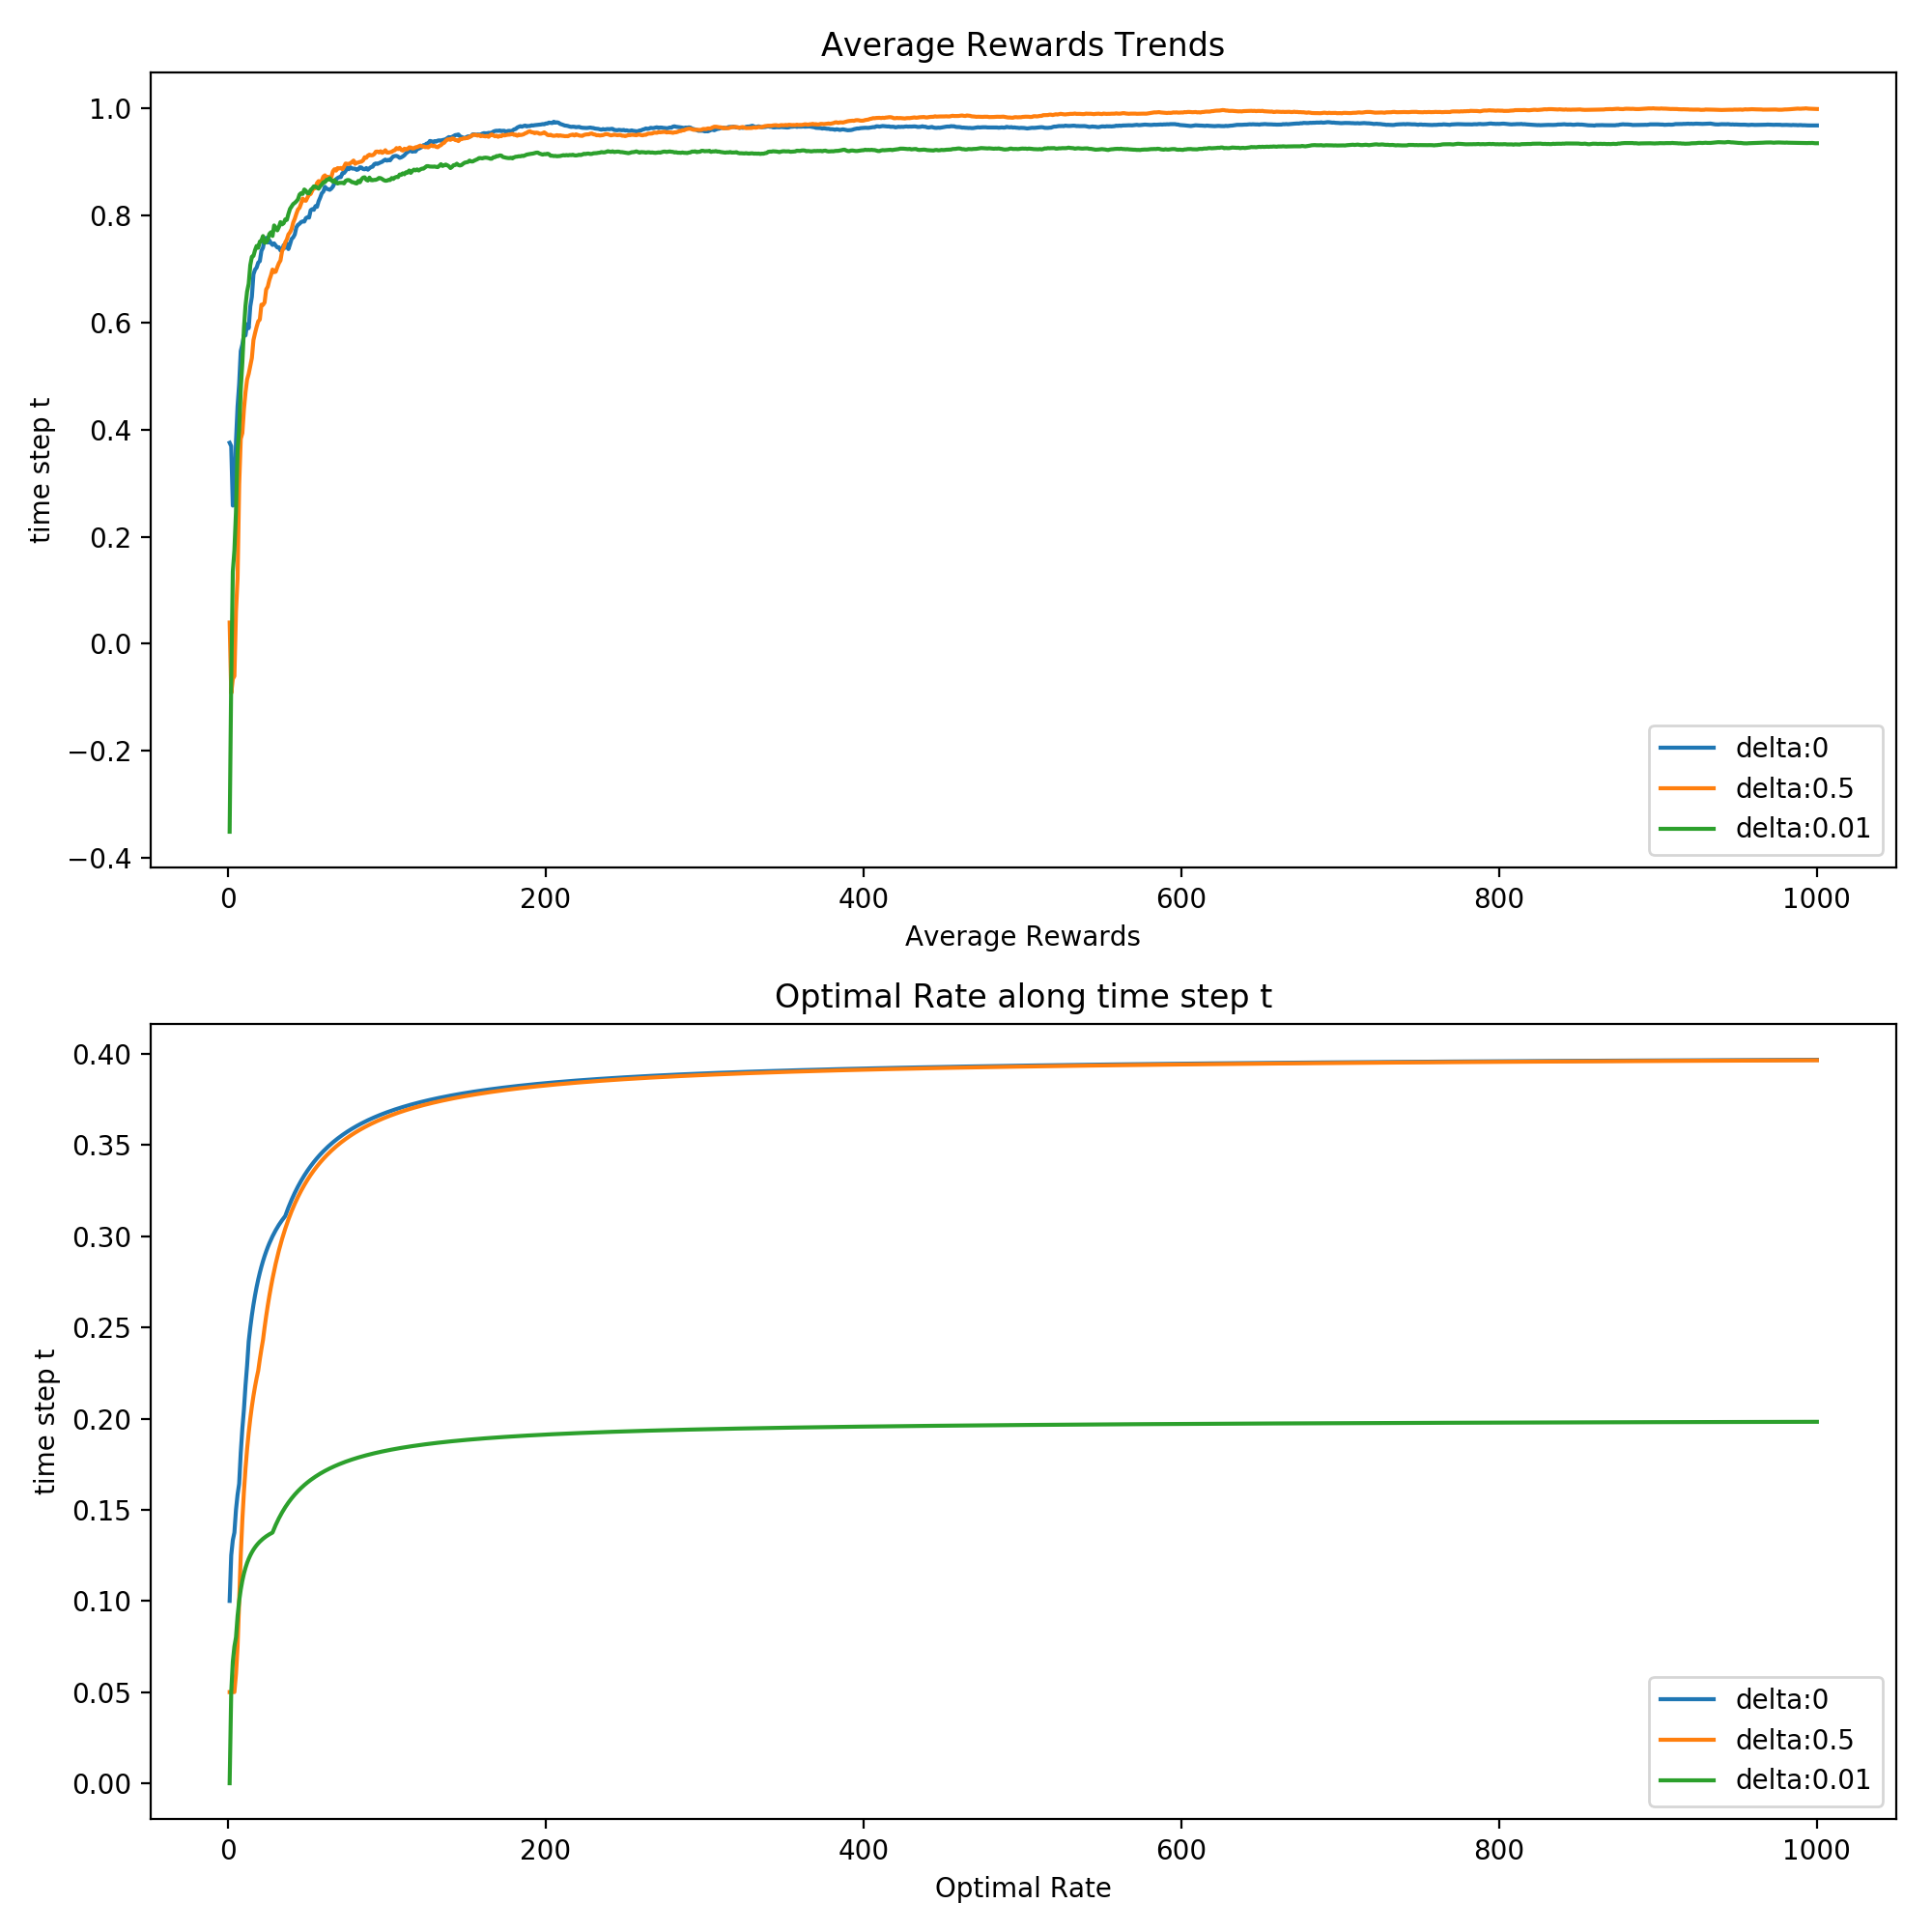 Average Rewards Trends
1.0
0.8
0.6
0.4
0.2
0.0
−0.2
−0.4
time step t
delta:0
delta:0.5
delta:0.01
0 200 400 600 800 1000
Average Rewards
Optimal Rate along time step t
0.40
0.35
0.30
0.25
0.20
0.15
0.10
0.05
0.00
time step t
delta:0
delta:0.5
delta:0.01
0 200 400 600 800 1000
Optimal Rate